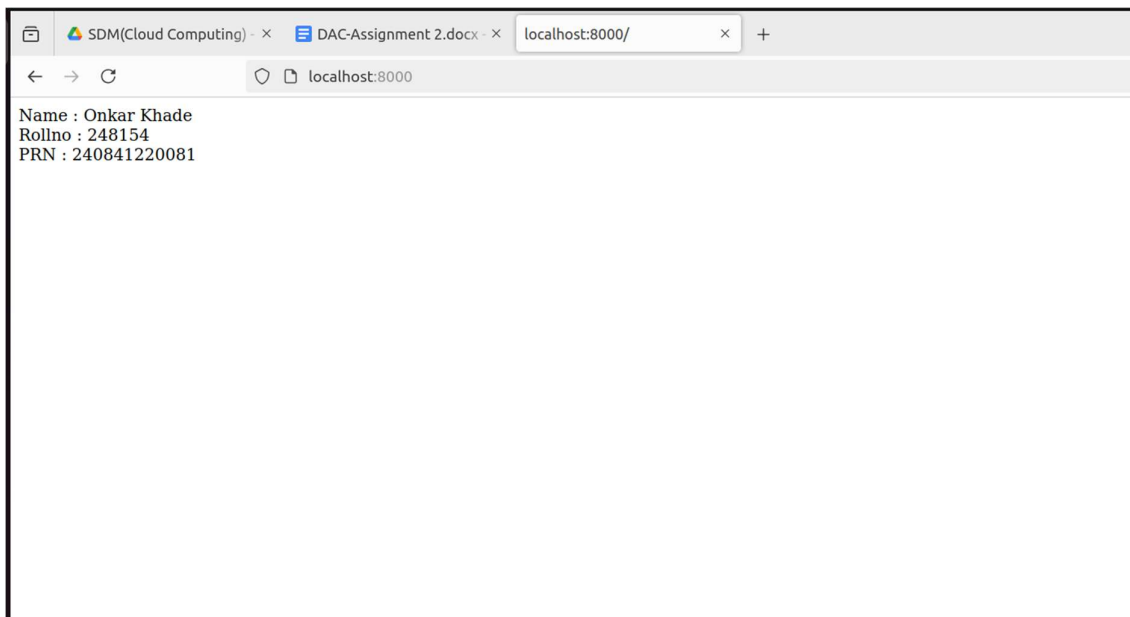 SDM(Cloud Computing) - 
DAC-Assignment 2.docx - 
localhost:8000/
localhost:8000
Name : Onkar Khade
Rollno : 248154
PRN : 240841220081